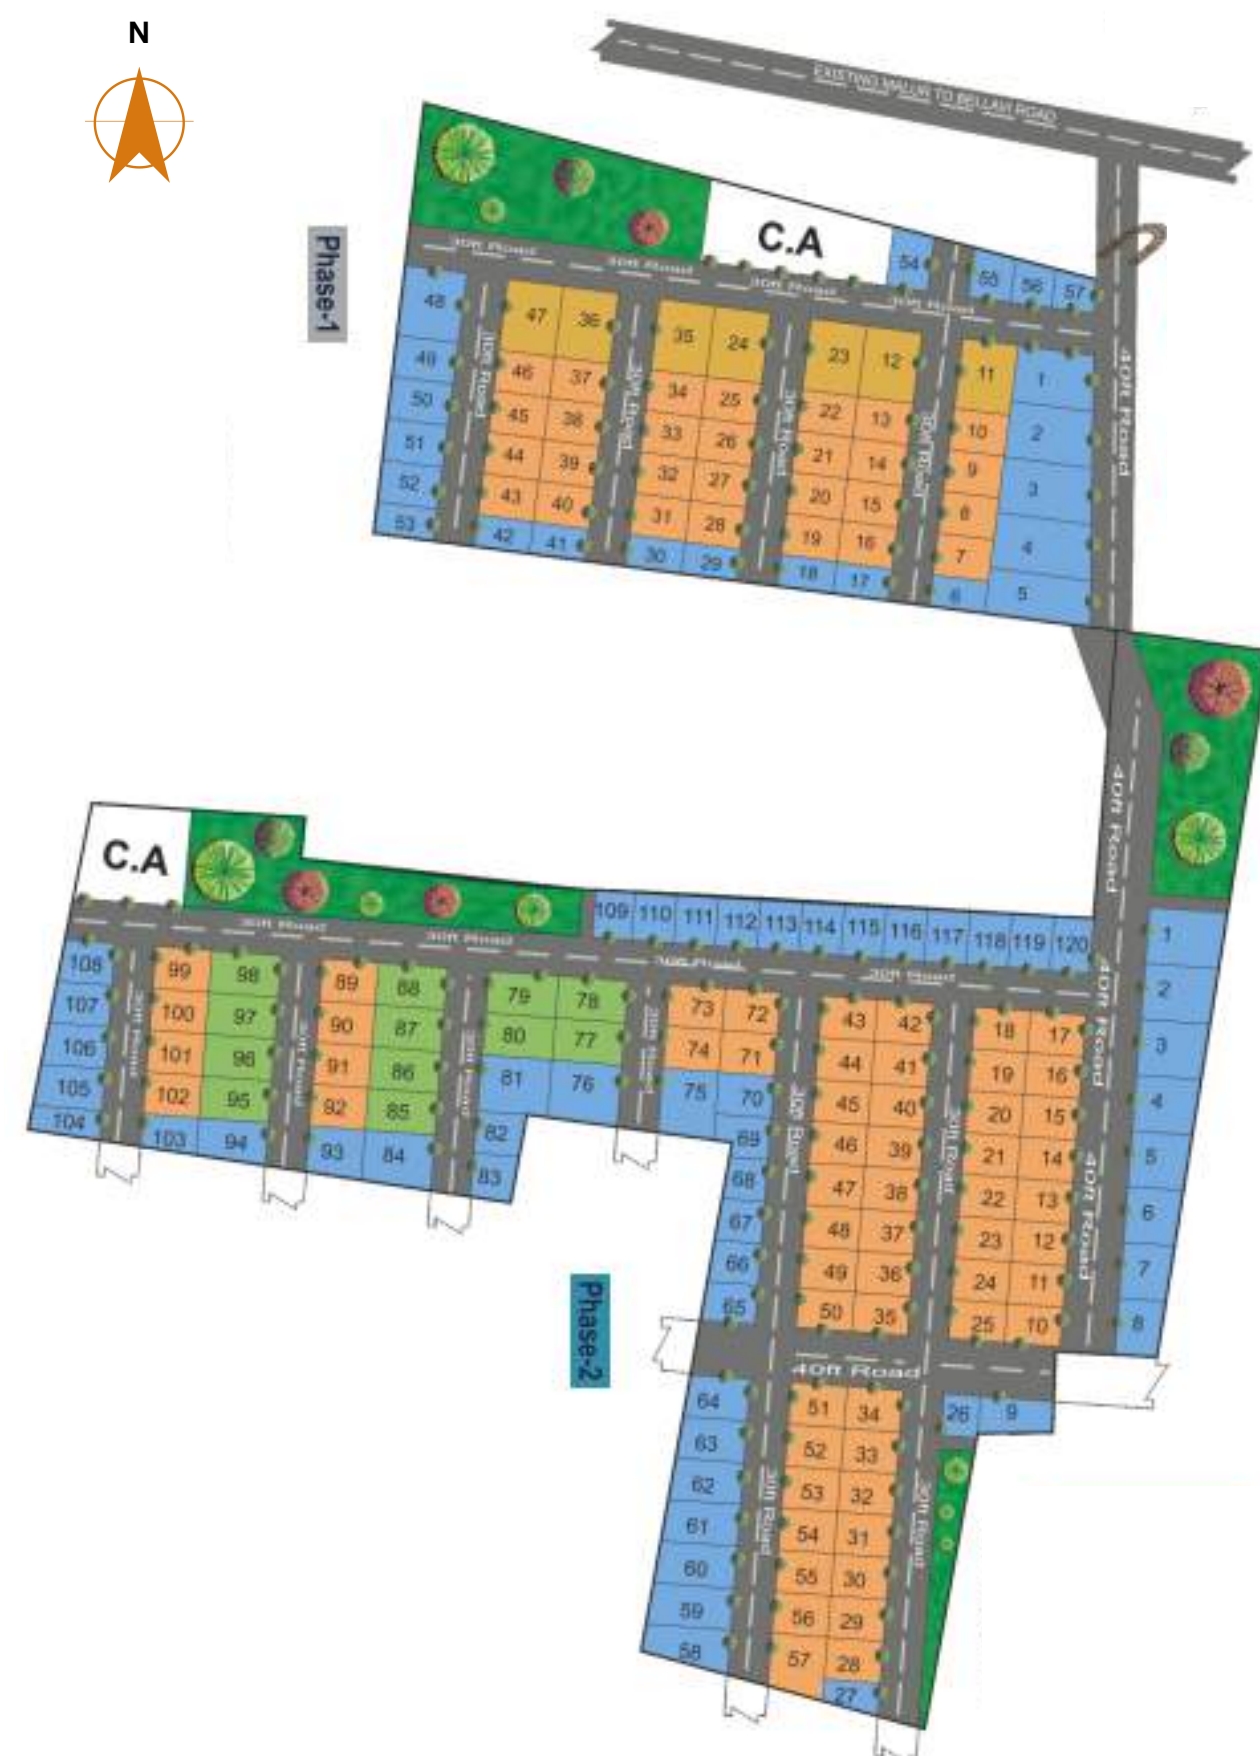 N
EXISTING MALUR TO BELLAVI ROAD
Phase-1
C.A
30ft Road
30ft Road
30ft Road
30ft Road
54
55 56 57
48 47 36 35 24 23 12 11 1
49 46 37 34 25 22 13 10 2
50 45 38 33 26 21 14 9 3
51 44 39 32 27 20 15 8 4
52 43 40 31 28 19 16 7 5
53 42 41 30 29 18 17 6
30ft Road
30ft Road
30ft Road
30ft Road
40ft Road
40ft Road
C.A
30ft Road
30ft Road
30ft Road
30ft Road
109 110 111 112 113 114 115 116 117 118 119 120
108 99 98 89 88 79 78 73 72 43 42 18 17 1
107 100 97 90 87 80 77 74 71 44 41 19 16 2
106 101 96 91 86 81 76 75 70 45 40 20 15 3
105 102 95 92 85 82 69 46 39 21 14 4
104 103 94 93 84 83 68 47 38 22 13 5
67 48 37 23 12 6
66 49 36 24 11 7
65 50 35 25 10 8
30ft Road
30ft Road
30ft Road
30ft Road
30ft Road
30ft Road
40ft Road
40ft Road
Phase-2
40ft Road
64 51 34 26 9
63 52 33
62 53 32
61 54 31
60 55 30
59 56 29
58 57 28
27
30ft Road
30ft Road